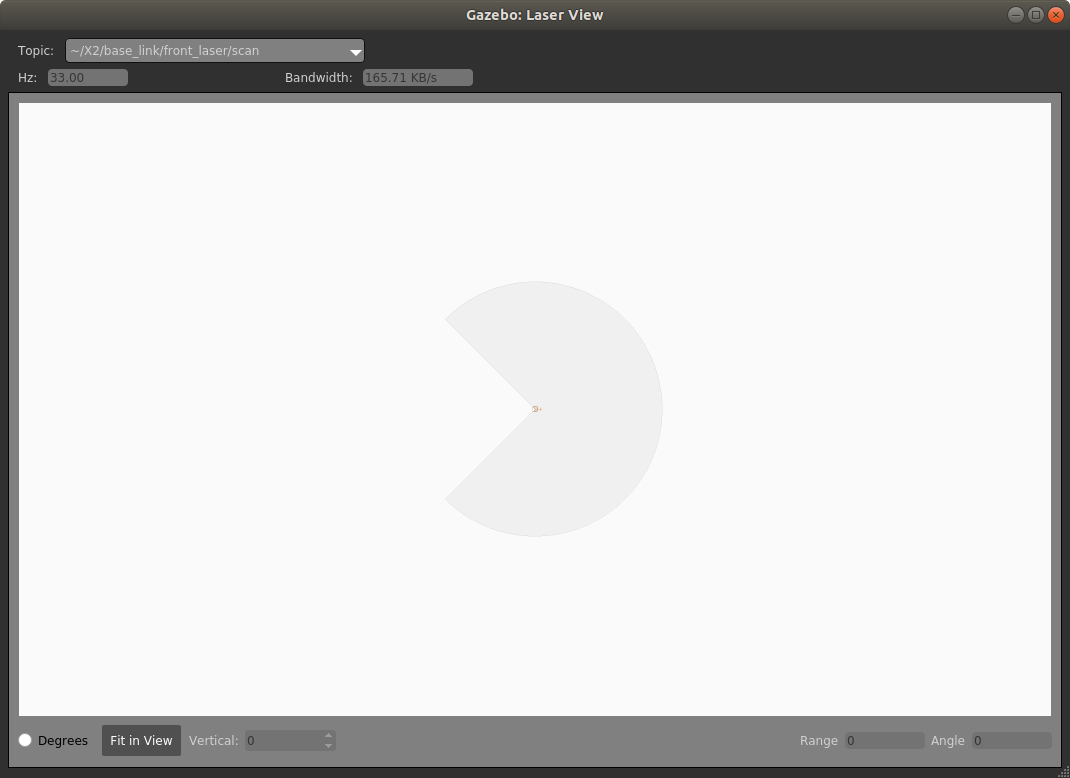 Gazebo: Laser View
Topic: ~/X2/base_link/front_laser/scan
Hz: 33.00 Bandwidth: 165.71 KB/s
Degrees Fit in View Vertical: 0 Range 0 Angle 0